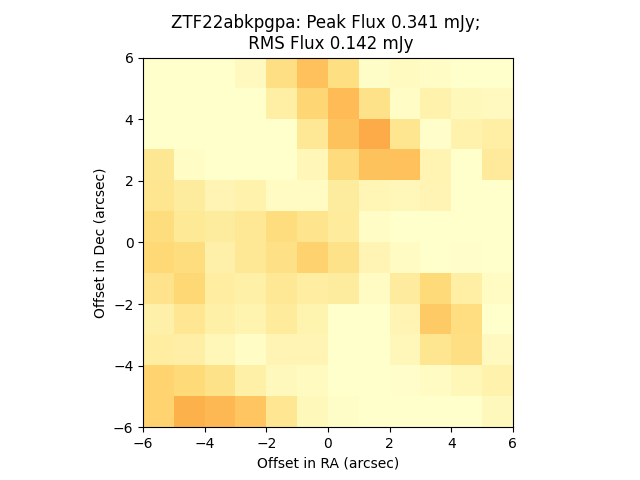 ZTF22abkpgpa: Peak Flux 0.341 mJy;
RMS Flux 0.142 mJy
6
4
2
0
−2
−4
−6
Offset in Dec (arcsec)
−6 −4 −2 0 2 4 6
Offset in RA (arcsec)